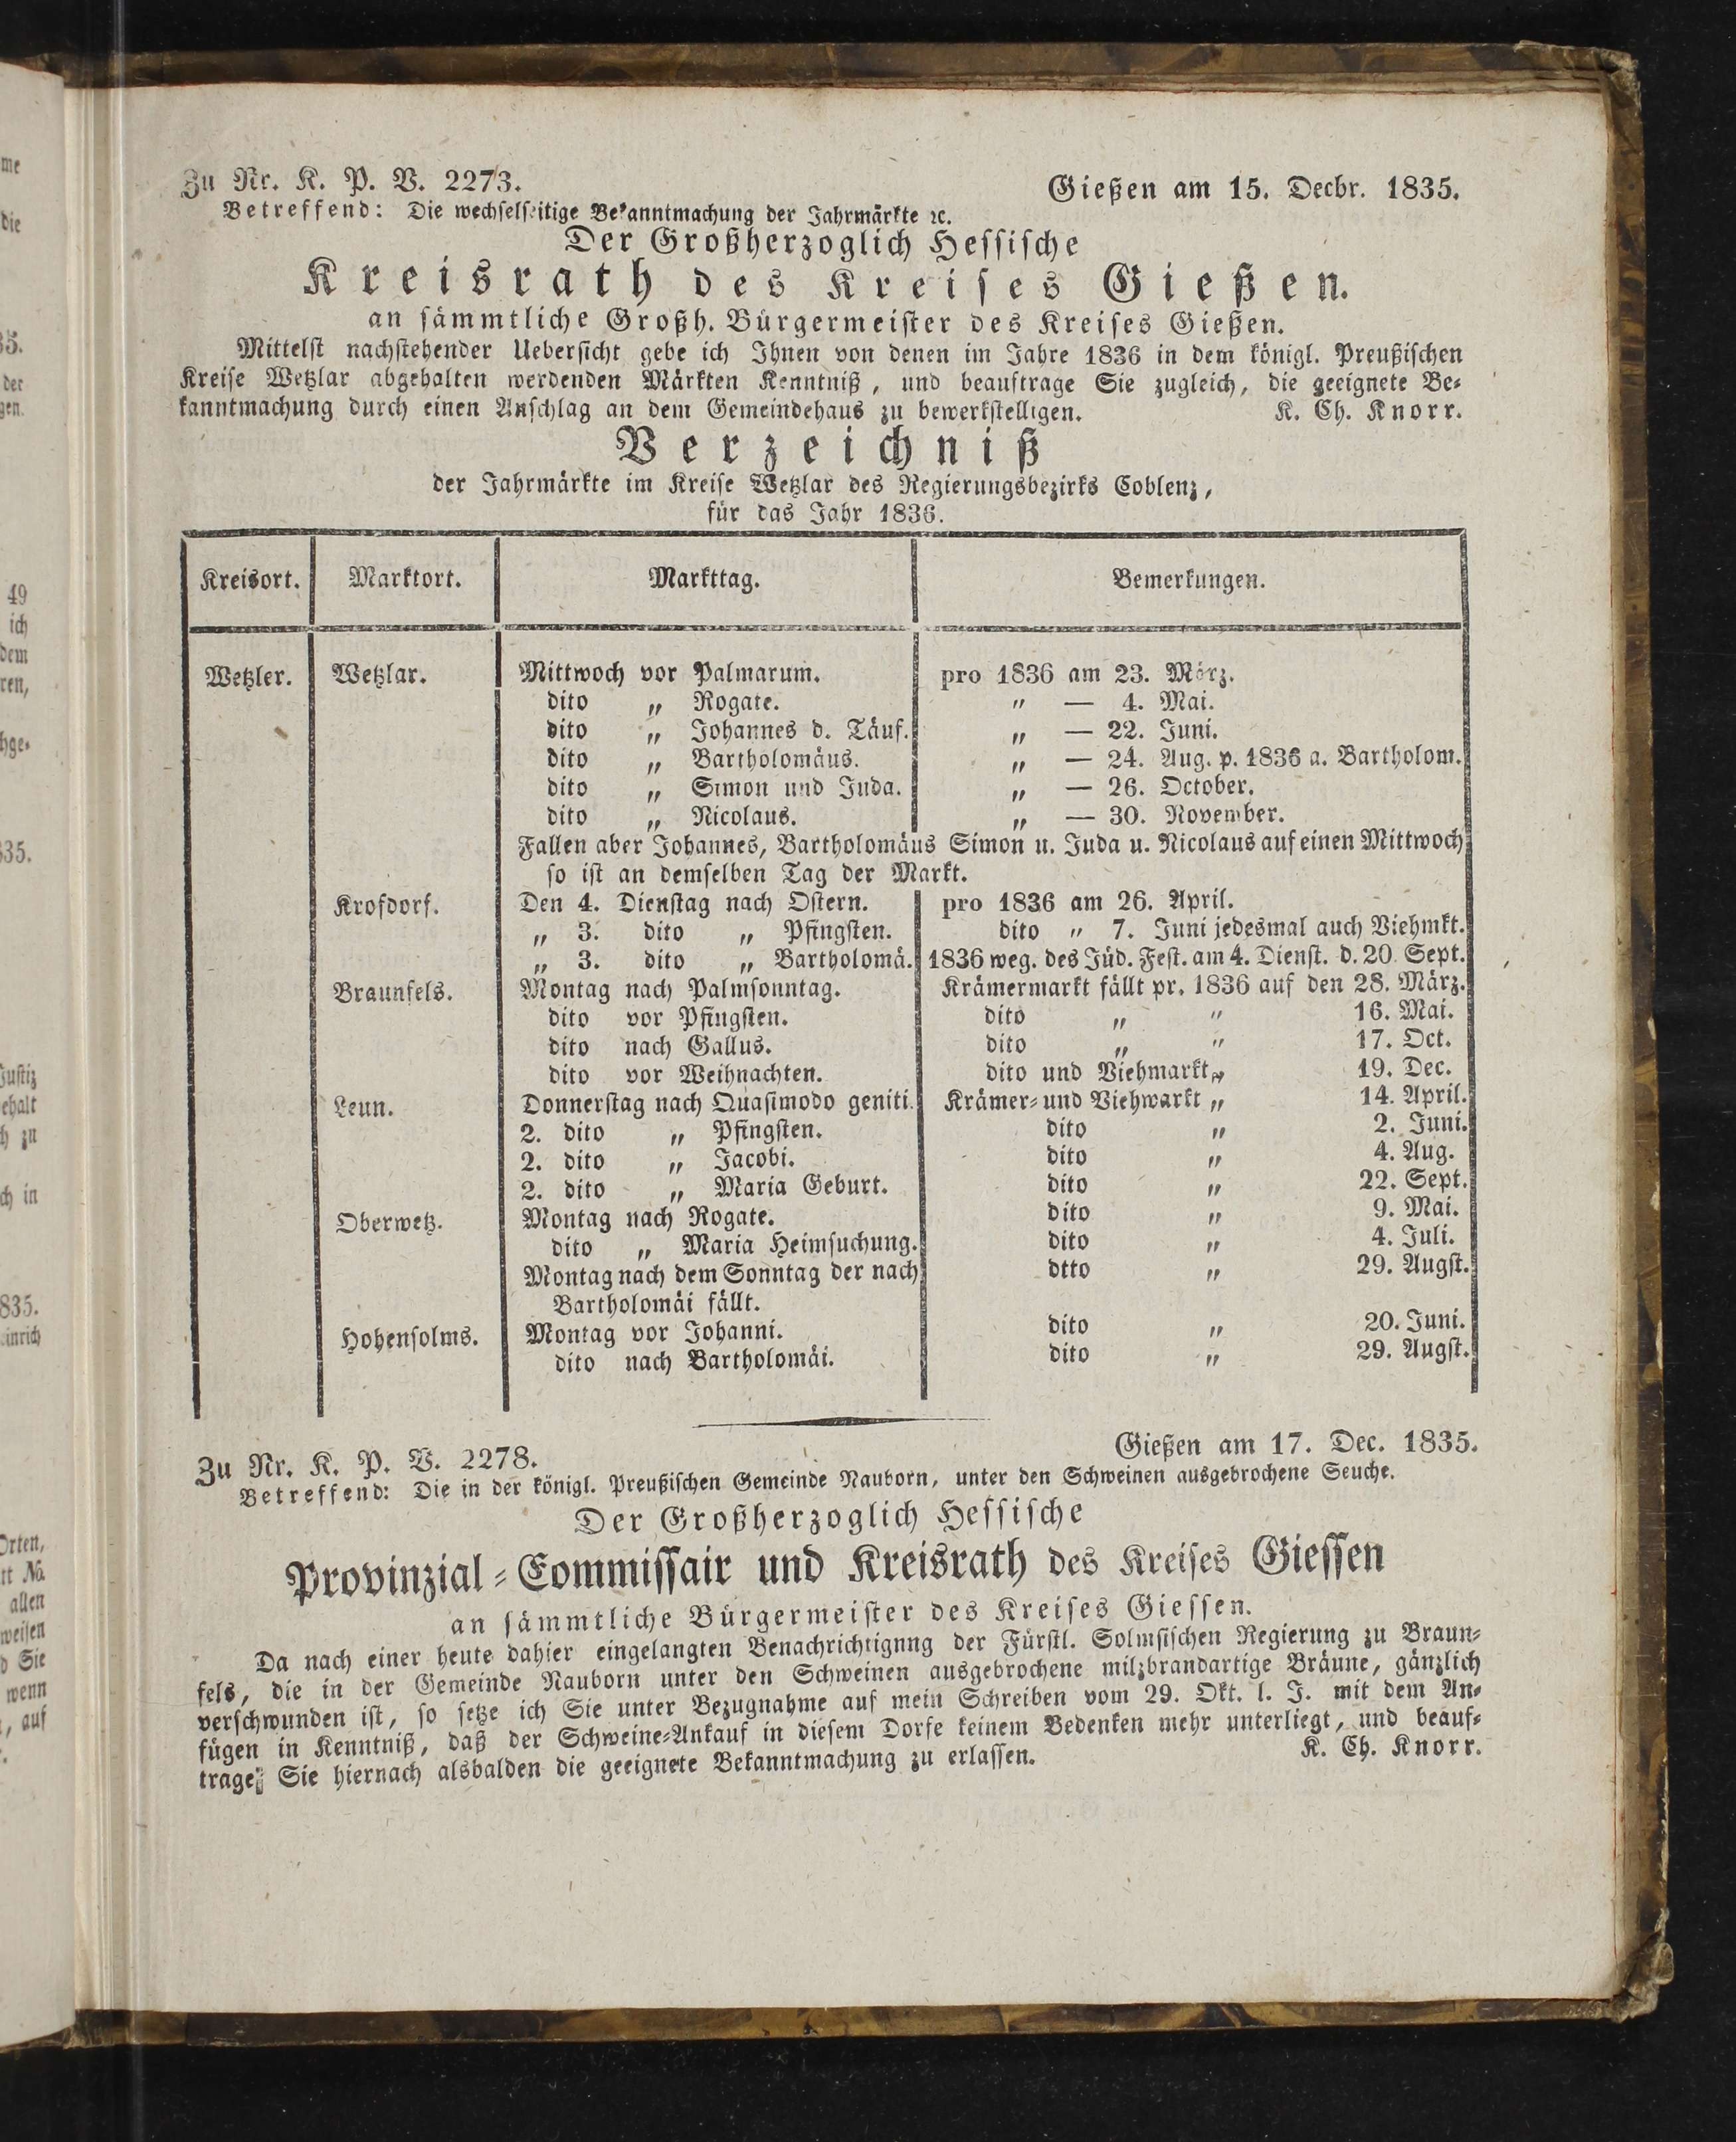 Zu Nr. K. P. V. 2273.
Gießen am 15. Decbr. 1835.
Betreffend: Die wechselseitige Bekanntmachung der Jahrmärkte ꝛc.
Der Großherzoglich Hessische
Kreisrath des Kreises Gießen.
an sämmtliche Großh. Bürgermeister des Kreises Gießen.
Mittelst nachstehender Uebersicht gebe ich Ihnen von denen im Jahre 1836 in dem königl. Preußischen
Kreise Wetzlar abgehalten werdenden Märkten Kenntniß, und beauftrage Sie zugleich, die geeignete Be-
kanntmachung durch einen Anschlag an dem Gemeindehaus zu bewerkstelligen. K. Ch. Knorr.
Verzeichniß
der Jahrmärkte im Kreise Wetzlar des Regierungsbezirks Coblenz,
für das Jahr 1836.
Kreisort. Marktort. Markttag. Bemerkungen.
Wetzler. Wetzlar. Mittwoch vor Palmarum. pro 1836 am 23. März.
dito „ Rogate. „ — 4. Mai.
dito „ Johannes d. Täuf. „ — 22. Juni.
dito „ Bartholomäus. „ — 24. Aug. p. 1836 a. Bartholom.
dito „ Simon und Juda. „ — 26. October.
dito „ Nicolaus. „ — 30. November.
Fallen aber Johannes, Bartholomäus Simon u. Juda u. Nicolaus auf einen Mittwoch
so ist an demselben Tag der Markt.
Krofdorf. Den 4. Dienstag nach Ostern. pro 1836 am 26. April.
„ 3. dito „ Pfingsten. dito „ 7. Juni jedesmal auch Viehmkt.
„ 3. dito „ Bartholomä. 1836 weg. des Jüd. Fest. am 4. Dienst. d. 20. Sept.
Braunfels. Montag nach Palmsonntag. Krämermarkt fällt pr. 1836 auf den 28. März.
dito vor Pfingsten. dito „ „ 16. Mai.
dito nach Gallus. dito „ „ 17. Oct.
dito vor Weihnachten. dito und Viehmarkt „ 19. Dec.
Leun. Donnerstag nach Quasimodo geniti. Krämer- und Viehwarkt „ 14. April.
2. dito „ Pfingsten. dito „ 2. Juni.
2. dito „ Jacobi. dito „ 4. Aug.
2. dito „ Maria Geburt. dito „ 22. Sept.
Oberwetz. Montag nach Rogate. dito „ 9. Mai.
dito „ Maria Heimsuchung. dito „ 4. Juli.
Montag nach dem Sonntag der nach dtto „ 29. Augst.
Bartholomäi fällt.
Hohensolms. Montag vor Johanni. dito „ 20. Juni.
dito nach Bartholomäi. dito „ 29. Augst.
Zu Nr. K. P. V. 2278.
Gießen am 17. Dec. 1835.
Betreffend: Die in der königl. Preußischen Gemeinde Nauborn, unter den Schweinen ausgebrochene Seuche.
Der Großherzoglich Hessische
Provinzial-Commissair und Kreisrath des Kreises Giessen
an sämmtliche Bürgermeister des Kreises Giessen.
Da nach einer heute dahier eingelangten Benachrichtignng der Fürstl. Solmsischen Regierung zu Braun-
fels, die in der Gemeinde Nauborn unter den Schweinen ausgebrochene milzbrandartige Bräune, gänzlich
verschwunden ist, so setze ich Sie unter Bezugnahme auf mein Schreiben vom 29. Okt. l. J. mit dem An-
fügen in Kenntniß, daß der Schweine-Ankauf in diesem Dorfe keinem Bedenken mehr unterliegt, und beauf-
trage Sie hiernach alsbalden die geeignete Bekanntmachung zu erlassen. K. Ch. Knorr.